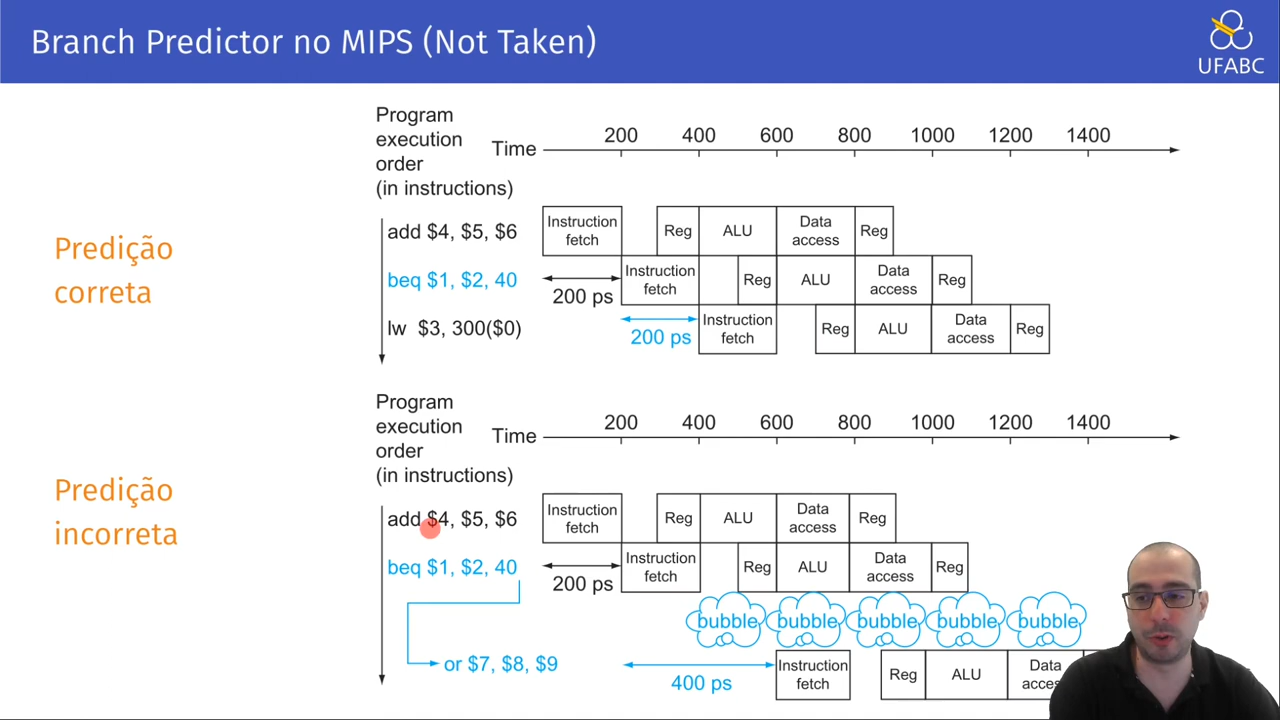 Branch Predictor no MIPS (Not Taken)
UFABC
Predição
correta
Program
execution
order
(in instructions)
Time
200 400 600 800 1000 1200 1400
add $4, $5, $6
Instruction
fetch
Reg
ALU
Data
access
Reg
beq $1, $2, 40
200 ps
Instruction
fetch
Reg
ALU
Data
access
Reg
lw $3, 300($0)
200 ps
Instruction
fetch
Reg
ALU
Data
access
Reg
Predição
incorreta
Program
execution
order
(in instructions)
Time
200 400 600 800 1000 1200 1400
add $4, $5, $6
Instruction
fetch
Reg
ALU
Data
access
Reg
beq $1, $2, 40
200 ps
Instruction
fetch
Reg
ALU
Data
access
Reg
bubble bubble bubble bubble bubble
or $7, $8, $9
400 ps
Instruction
fetch
Reg
ALU
Data